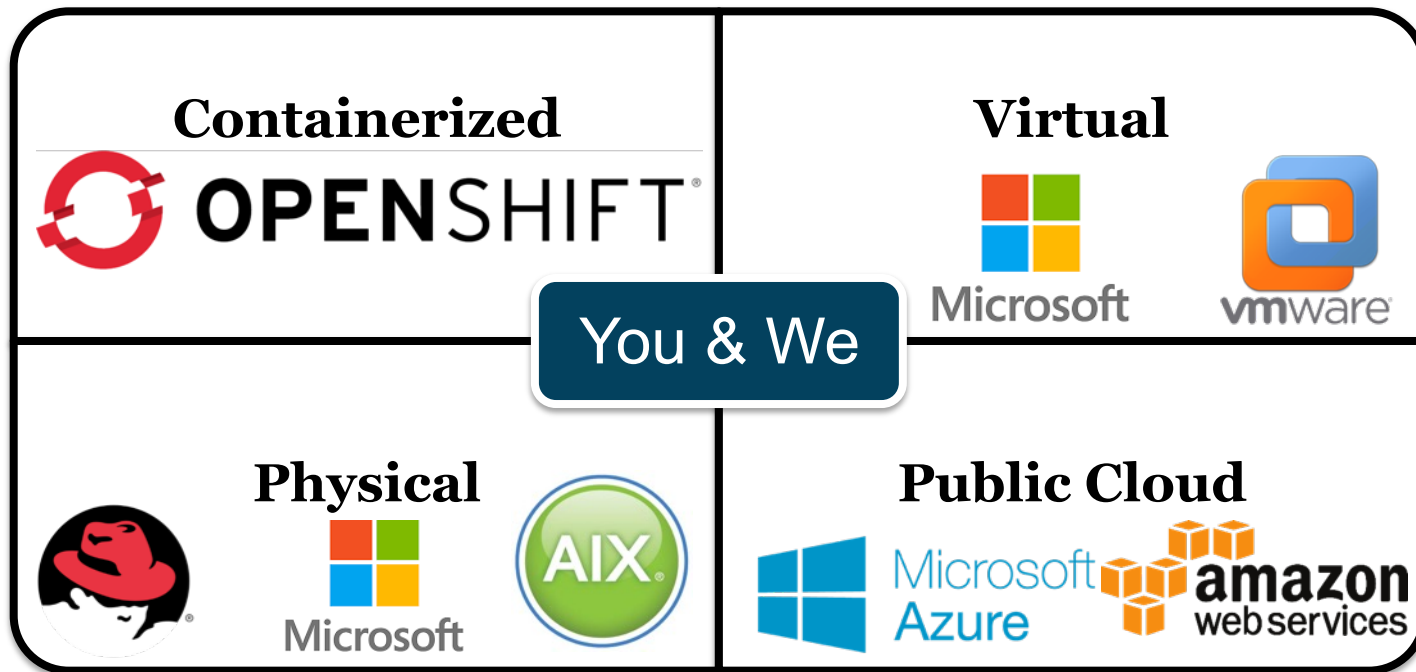 Containerized
OPENSHIFT®
Virtual
Microsoft
vmware®
You & We
Physical
Microsoft
AIX®
®
Public Cloud
Microsoft
Azure
amazon
web services